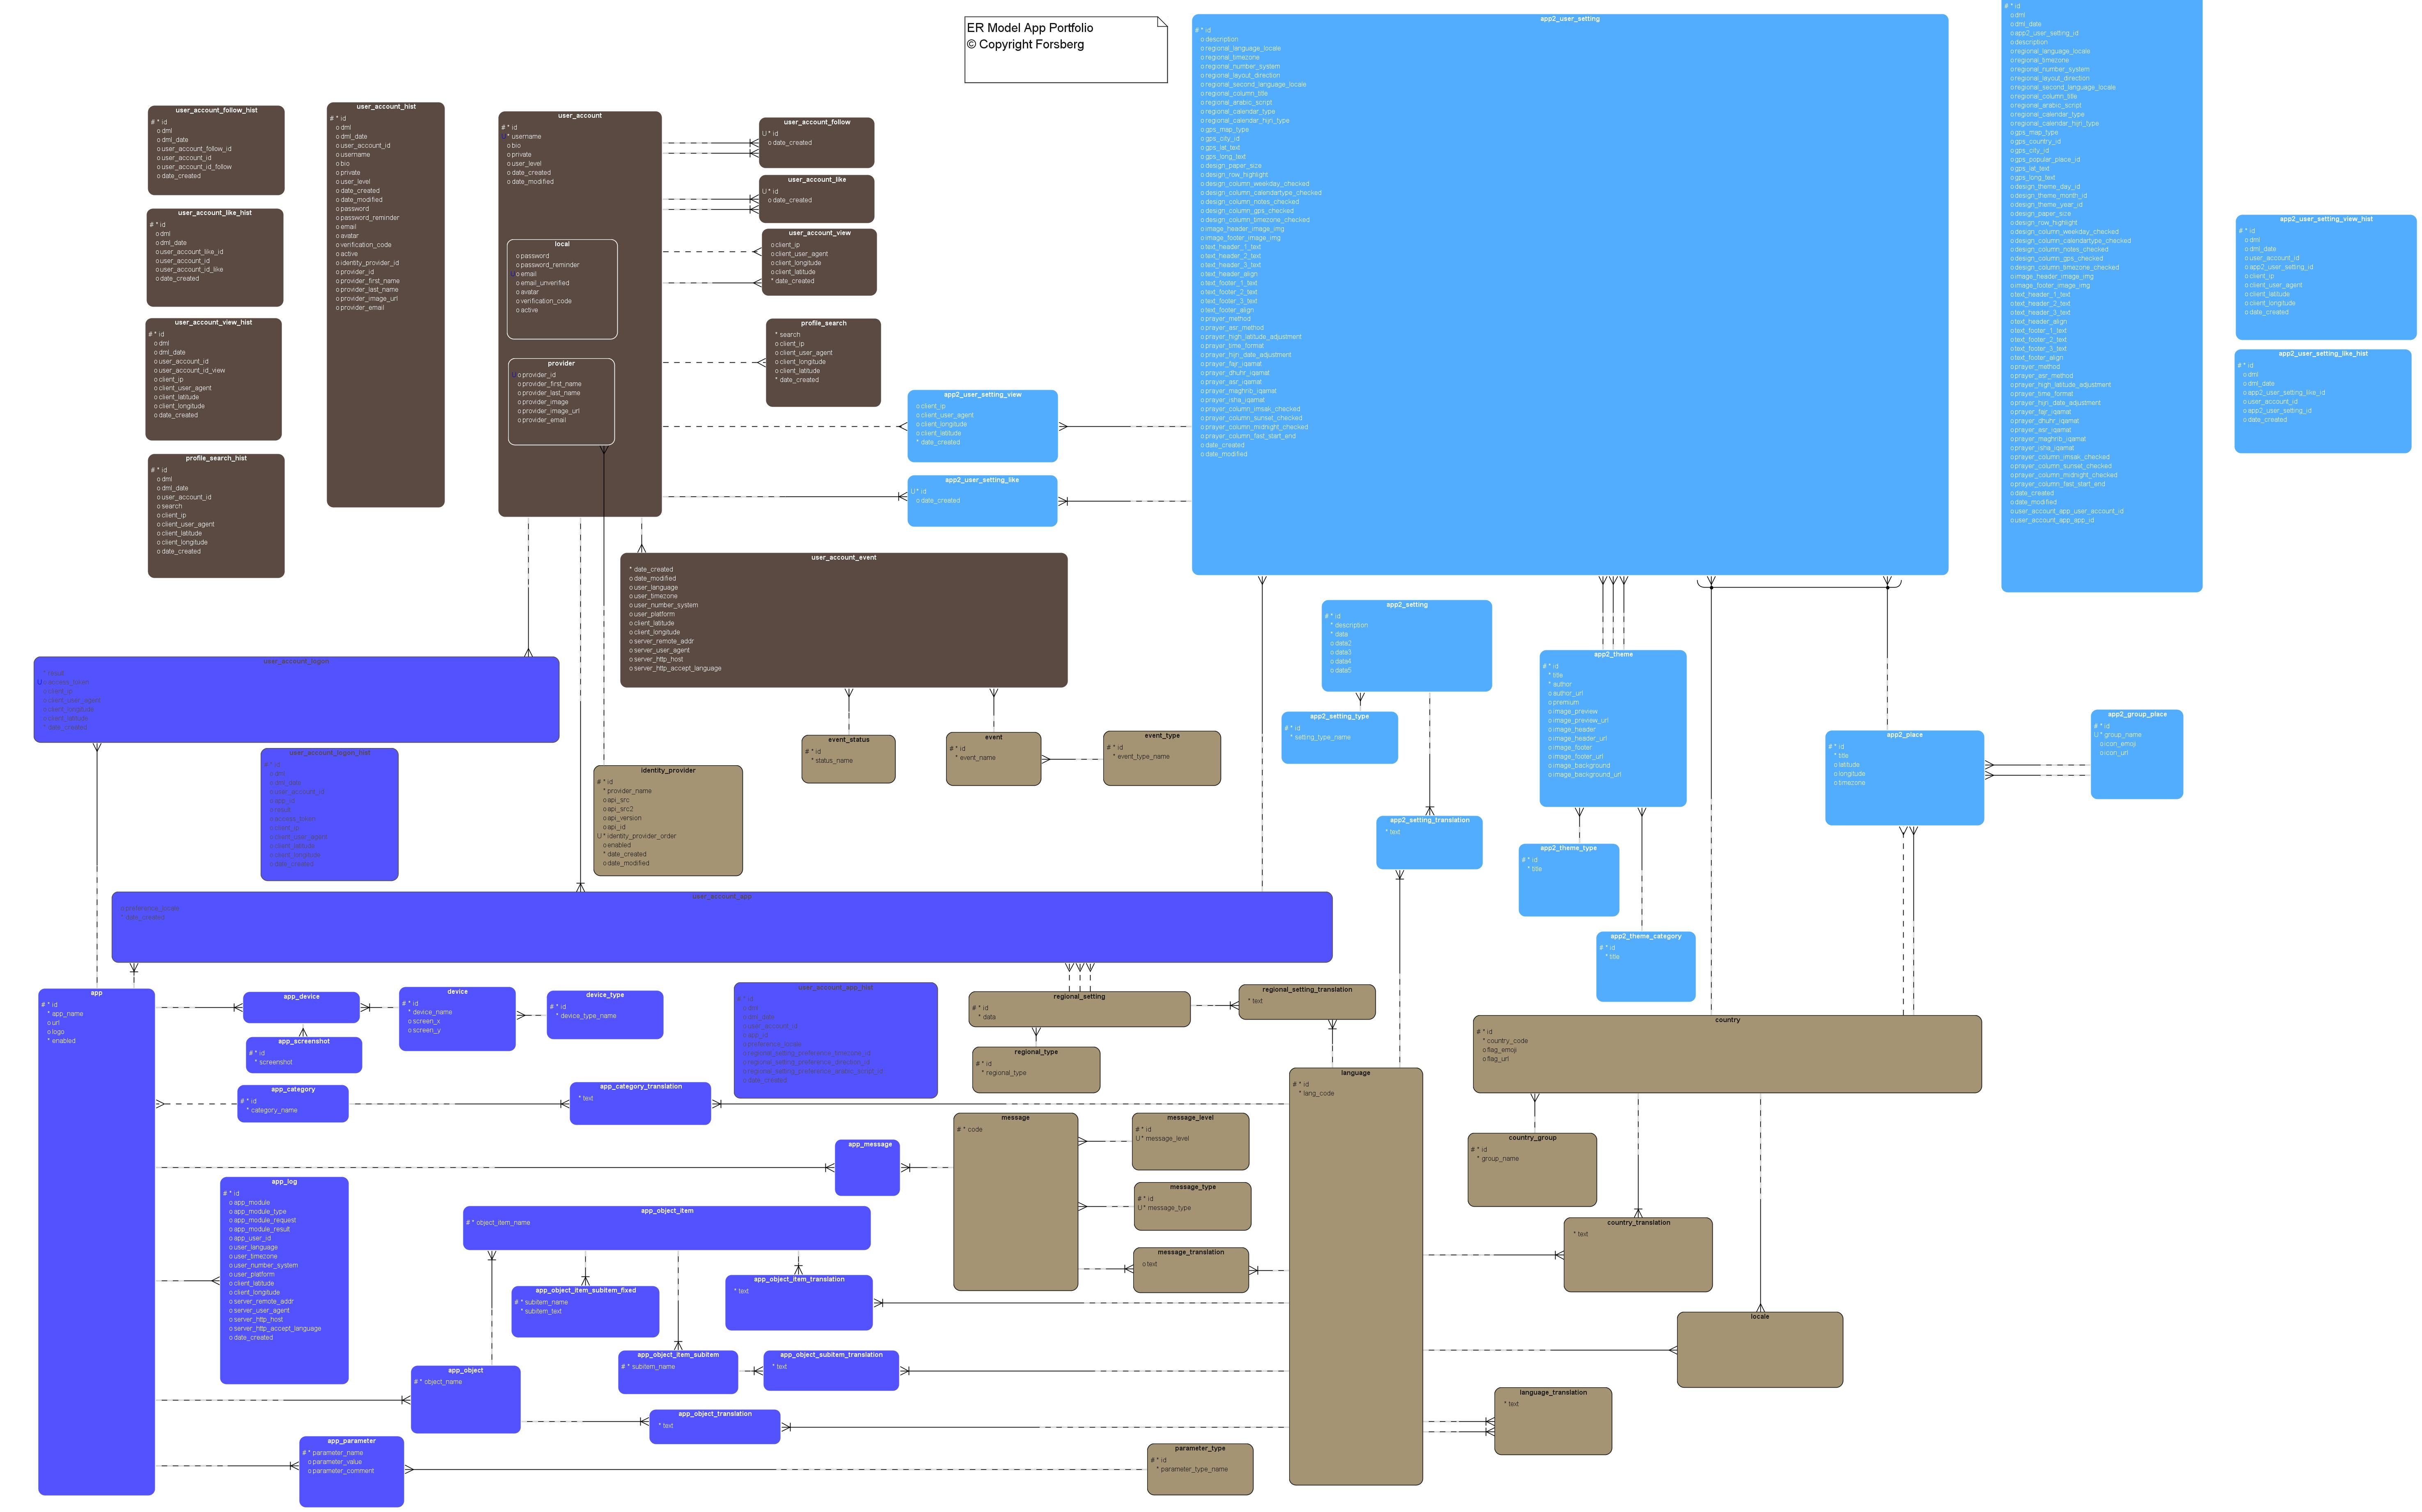 ER Model App Portfolio
© Copyright Forsberg
user_account_follow_hist
# * id
o dml
o dml_date
o user_account_follow_id
o user_account_id
o user_account_id_follow
o date_created
user_account_like_hist
# * id
o dml
o dml_date
o user_account_like_id
o user_account_id
o user_account_id_like
o date_created
user_account_view_hist
# * id
o dml
o dml_date
o user_account_id
o user_account_id_view
o client_ip
o client_user_agent
o client_latitude
o client_longitude
o date_created
profile_search_hist
# * id
o dml
o dml_date
o user_account_id
o search
o client_ip
o client_user_agent
o client_latitude
o client_longitude
o date_created
user_account_hist
# * id
o dml
o dml_date
o user_account_id
o username
o bio
o private
o user_level
o date_created
o date_modified
o password
o password_reminder
o email
o avatar
o verification_code
o active
o identity_provider_id
o provider_id
o provider_first_name
o provider_last_name
o provider_image_url
o provider_email
user_account
# * id
* username
o bio
o private
o user_level
o date_created
o date_modified
local
o password
o password_reminder
U o email
o email_unverified
o avatar
o verification_code
o active
provider
U o provider_id
o provider_first_name
o provider_last_name
o provider_image
o provider_image_url
o provider_email
user_account_follow
U * id
o date_created
user_account_like
U * id
o date_created
user_account_view
o client_ip
o client_user_agent
o client_longitude
o client_latitude
* date_created
profile_search
* search
o client_ip
o client_user_agent
o client_longitude
o client_latitude
* date_created
app2_user_setting_view
o client_ip
o client_user_agent
o client_longitude
o client_latitude
* date_created
app2_user_setting_like
U * id
o date_created
app2_user_setting
# * id
o description
o regional_language_locale
o regional_timezone
o regional_number_system
o regional_layout_direction
o regional_second_language_locale
o regional_column_title
o regional_arabic_script
o regional_calendar_type
o regional_calendar_hijri_type
o gps_map_type
o gps_city_id
o gps_lat_text
o gps_long_text
o design_paper_size
o design_row_highlight
o design_column_weekday_checked
o design_column_calendartype_checked
o design_column_notes_checked
o design_column_gps_checked
o design_column_timezone_checked
o image_header_image_img
o image_footer_image_img
o text_header_1_text
o text_header_2_text
o text_header_3_text
o text_header_align
o text_footer_1_text
o text_footer_2_text
o text_footer_3_text
o text_footer_align
o prayer_method
o prayer_asr_method
o prayer_high_latitude_adjustment
o prayer_time_format
o prayer_hijri_date_adjustment
o prayer_fajr_iqamat
o prayer_dhuhr_iqamat
o prayer_asr_iqamat
o prayer_maghrib_iqamat
o prayer_isha_iqamat
o prayer_column_imsak_checked
o prayer_column_sunset_checked
o prayer_column_midnight_checked
o prayer_column_fast_start_end
o date_created
o date_modified
# * id
o dml
o dml_date
o app2_user_setting_id
o description
o regional_language_locale
o regional_timezone
o regional_number_system
o regional_layout_direction
o regional_second_language_locale
o regional_column_title
o regional_arabic_script
o regional_calendar_type
o regional_calendar_hijri_type
o gps_map_type
o gps_country_id
o gps_city_id
o gps_popular_place_id
o gps_lat_text
o gps_long_text
o design_theme_day_id
o design_theme_month_id
o design_theme_year_id
o design_paper_size
o design_row_highlight
o design_column_weekday_checked
o design_column_calendartype_checked
o design_column_notes_checked
o design_column_gps_checked
o design_column_timezone_checked
o image_header_image_img
o image_footer_image_img
o text_header_1_text
o text_header_2_text
o text_header_3_text
o text_header_align
o text_footer_1_text
o text_footer_2_text
o text_footer_3_text
o text_footer_align
o prayer_method
o prayer_asr_method
o prayer_high_latitude_adjustment
o prayer_time_format
o prayer_hijri_date_adjustment
o prayer_fajr_iqamat
o prayer_dhuhr_iqamat
o prayer_asr_iqamat
o prayer_maghrib_iqamat
o prayer_isha_iqamat
o prayer_column_imsak_checked
o prayer_column_sunset_checked
o prayer_column_midnight_checked
o prayer_column_fast_start_end
o date_created
o date_modified
o user_account_app_user_account_id
o user_account_app_app_id
app2_user_setting_view_hist
# * id
o dml
o dml_date
o user_account_id
o app2_user_setting_id
o client_ip
o client_user_agent
o client_latitude
o client_longitude
o date_created
app2_user_setting_like_hist
# * id
o dml
o dml_date
o app2_user_setting_like_id
o user_account_id
o app2_user_setting_id
o date_created
user_account_event
* date_created
o date_modified
o user_language
o user_timezone
o user_number_system
o user_platform
o client_latitude
o client_longitude
o server_remote_addr
o server_user_agent
o server_http_host
o server_http_accept_language
user_account_logon
* result
U o access_token
o client_ip
o client_user_agent
o client_longitude
o client_latitude
* date_created
user_account_logon_hist
# * id
o dml
o dml_date
o user_account_id
o app_id
o result
o access_token
o client_ip
o client_user_agent
o client_latitude
o client_longitude
o date_created
identity_provider
# * id
* provider_name
o api_src
o api_src2
o api_version
o api_id
U * identity_provider_order
o enabled
* date_created
o date_modified
event_status
# * id
* status_name
event
# * id
* event_name
event_type
# * id
* event_type_name
app2_setting
# * id
* description
* data
o data2
o data3
o data4
o data5
app2_setting_type
# * id
* setting_type_name
app2_setting_translation
* text
app2_theme
# * id
* title
* author
o author_url
o premium
o image_preview
o image_preview_url
o image_header
o image_header_url
o image_footer
o image_footer_url
o image_background
o image_background_url
app2_theme_type
# * id
* title
app2_theme_category
# * id
* title
app2_place
# * id
* title
o latitude
o longitude
o timezone
app2_group_place
# * id
U * group_name
o icon_emoji
o icon_url
user_account_app
o preference_locale
* date_created
app
# * id
* app_name
o url
o logo
* enabled
app_device
device
# * id
* device_name
o screen_x
o screen_y
device_type
# * id
* device_type_name
app_screenshot
# * id
* screenshot
app_category
# * id
* category_name
app_category_translation
* text
user_account_app_hist
# * id
o dml
o dml_date
o user_account_id
o app_id
o preference_locale
o date_created
regional_setting
# * id
* data
regional_setting_translation
* text
regional_type
# * id
* regional_type
language
# * id
* lang_code
country
# * id
* country_code
o flag_emoji
o flag_url
message
# * code
message_level
# * id
U * message_level
message_type
# * id
U * message_type
message_translation
o text
app_message
country_group
# * id
* group_name
country_translation
* text
locale
language_translation
* text
app_log
# * id
o app_module
o app_module_type
o app_module_request
o app_module_result
o app_user_id
o user_language
o user_timezone
o user_number_system
o user_platform
o client_latitude
o client_longitude
o server_remote_addr
o server_user_agent
o server_http_host
o server_http_accept_language
o date_created
app_object_item
# * object_item_name
app_object_item_subitem_fixed
# * subitem_name
* subitem_text
app_object_item_translation
* text
app_object_item_subitem
# * subitem_name
app_object_subitem_translation
* text
app_object
# * object_name
app_object_translation
* text
app_parameter
# * parameter_name
o parameter_value
o parameter_comment
parameter_type
# * id
* parameter_type_name